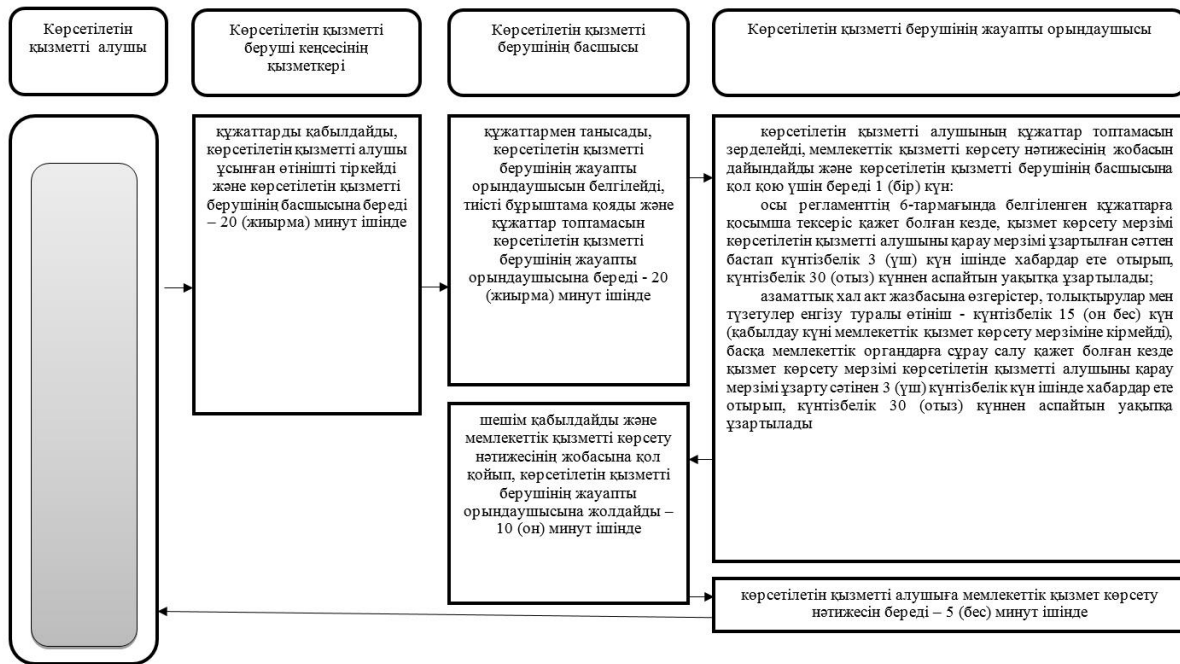 Көрсетілетін
қызметті алушы
Көрсетілетін қызметті
беруші кеңсесінің
қызметкері
Көрсетілетін қызметті
берушінің басшысы
Көрсетілетін қызметті берушінің жауапты орындаушысы
құжаттарды қабылдайды,
көрсетілетін қызметті алушы
ұсынған өтінішті тіркейді
және көрсетілетін қызметті
берушінің басшысына береді
– 20 (жиырма) минут ішінде
құжаттармен танысады,
көрсетілетін қызметті
берушінің жауапты
орындаушысын белгілейді,
тиісті бұрыштама қояды және
құжаттар топтамасын
көрсетілетін қызметті
берушінің жауапты
орындаушысына береді - 20
(жиырма) минут ішінде
көрсетілетін қызметті алушының құжаттар топтамасын
зерделейді, мемлекеттік қызметті көрсету нәтижесінің жобасын
дайындайды және көрсетілетін қызметті берушінің басшысына
қол қою үшін береді 1 (бір) күн:
осы регламенттің 6-тармағында белгіленген құжаттарға
қосымша тексеріс қажет болған кезде, қызмет көрсету мерзімі
көрсетілетін қызметті алушыны қарау мерзімі ұзартылған сәттен
бастап күнтізбелік 3 (үш) күн ішінде хабардар ете отырып,
күнтізбелік 30 (отыз) күннен аспайтын уақытқа ұзартылады;
азаматтық хал акт жазбасына өзгерістер, толықтырулар мен
түзетулер енгізу туралы өтініш - күнтізбелік 15 (он бес) күн
(қабылдау күні мемлекеттік қызмет көрсету мерзіміне кірмейді),
басқа мемлекеттік органдарға сұрау салу қажет болған кезде
қызмет көрсету мерзімі көрсетілетін қызметті алушыны қарау
мерзімі ұзарту сәтінен 3 (үш) күнтізбелік күн ішінде хабардар ете
отырып, күнтізбелік 30 (отыз) күннен аспайтын уақытқа
ұзартылады
шешім қабылдайды және
мемлекеттік қызметті көрсету
нәтижесінің жобасына қол
қойып, көрсетілетін қызметті
берушінің жауапты
орындаушысына жолдайды –
10 (он) минут ішінде
көрсетілетін қызметті алушыға мемлекеттік қызмет көрсету
нәтижесін береді – 5 (бес) минут ішінде